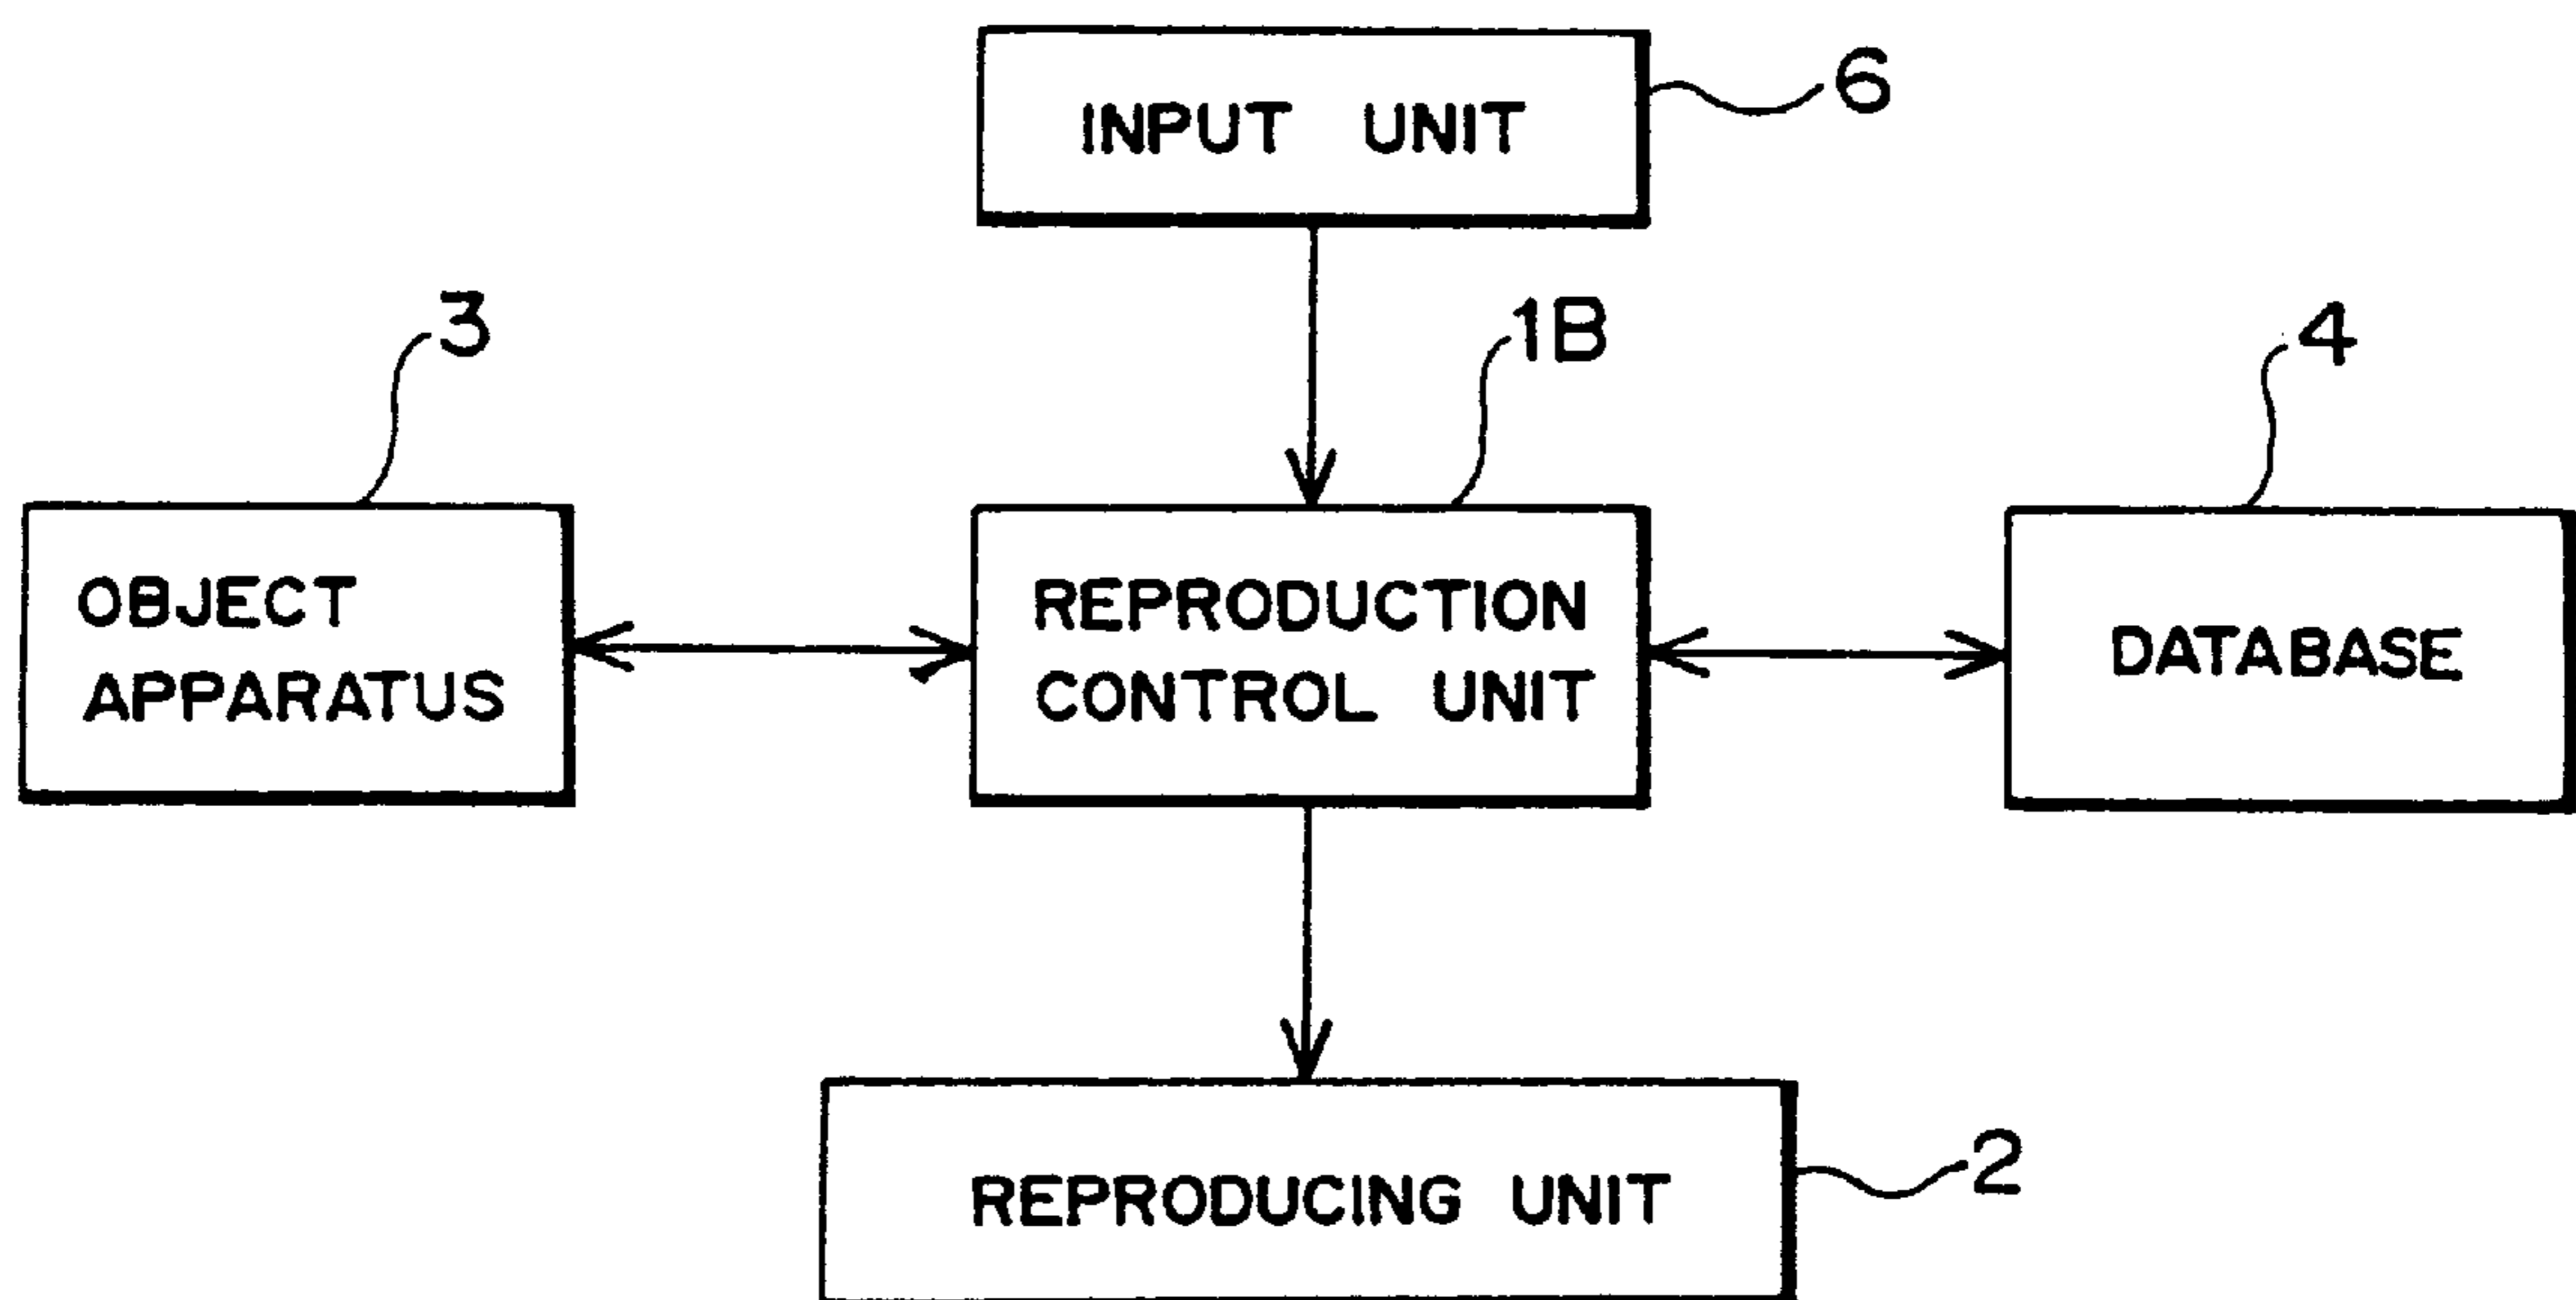 INPUT UNIT
6
3
1B
4
OBJECT
APPARATUS
REPRODUCTION
CONTROL UNIT
DATABASE
REPRODUCING UNIT
2